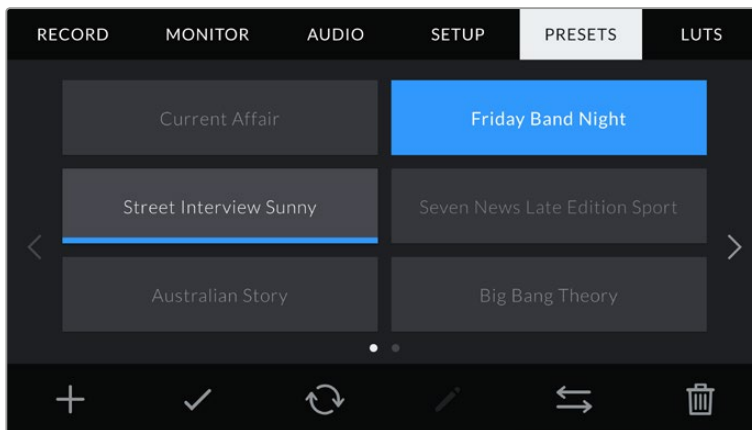 RECORD MONITOR AUDIO SETUP PRESETS LUTS
Current Affair Friday Band Night
Street Interview Sunny Seven News Late Edition Sport
Australian Story Big Bang Theory